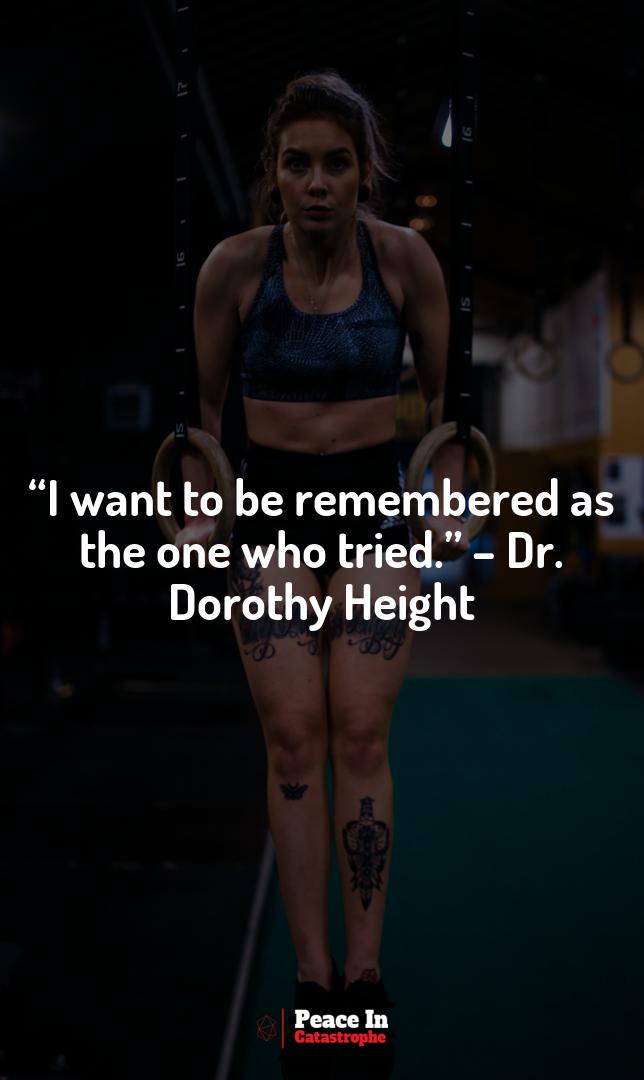 “I want to be remembered as
the one who tried.” – Dr.
Dorothy Height
Peace In
Catastrophe